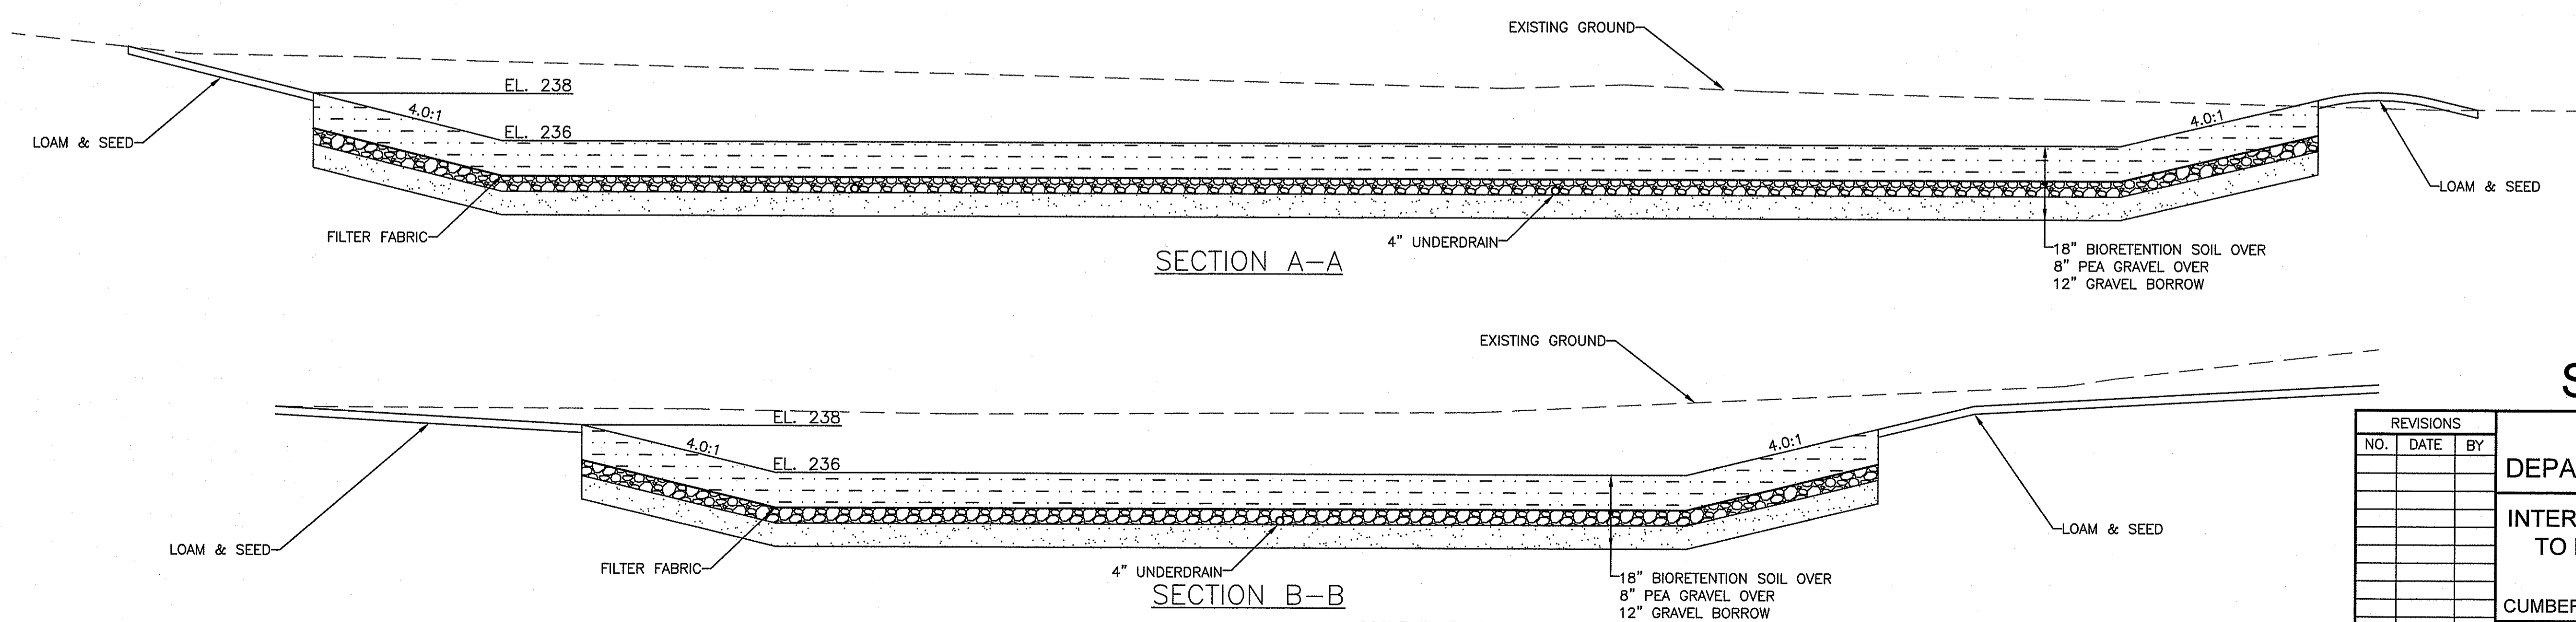 EXISTING GROUND
EL. 238
4.0:1
EL. 236
4.0:1
LOAM & SEED
LOAM & SEED
FILTER FABRIC
4" UNDERDRAIN
18" BIORETENTION SOIL OVER
8" PEA GRAVEL OVER
12" GRAVEL BORROW
SECTION A-A
EXISTING GROUND
EL. 238
4.0:1
EL. 236
4.0:1
LOAM & SEED
LOAM & SEED
FILTER FABRIC
4" UNDERDRAIN
18" BIORETENTION SOIL OVER
8" PEA GRAVEL OVER
12" GRAVEL BORROW
SECTION B-B
REVISIONS
NO. DATE BY
DEPA
INTER
TO
CUMBER